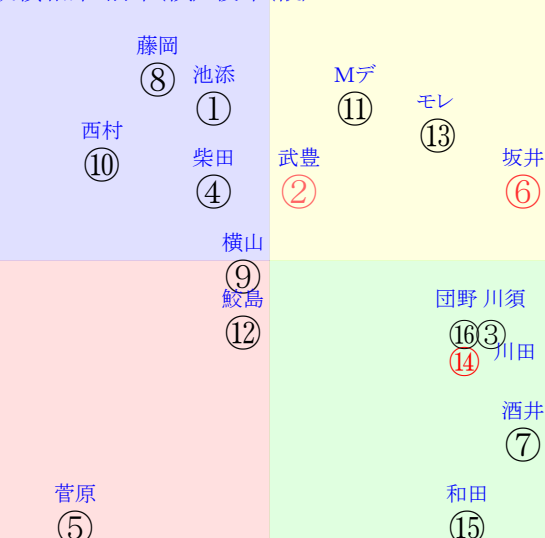 藤岡
⑧
池添
①
Mデ
⑪
モレ
⑬
西村
⑩
柴田
④
武豊
②
坂井
⑥
横山
⑨
鮫島
⑫
団野 川須
⑯③
⑭
川田
酒井
⑦
菅原
⑤
和田
⑮